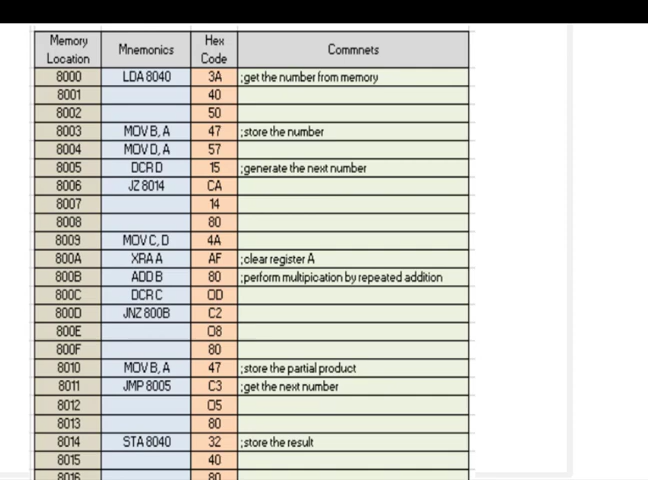 Memory Location Mnemonics Hex Code Commnets
8000 LDA 8040 3A ;get the number from memory
8001 40
8002 50
8003 MOV B, A 47 ;store the number
8004 MOV D, A 57
8005 DCR D 15 ;generate the next number
8006 JZ 8014 CA
8007 14
8008 80
8009 MOV C, D 4A
800A XRA A AF ;clear register A
800B ADD B 80 ;perform multipication by repeated addition
800C DCR C 0D
800D JNZ 800B C2
800E 08
800F 80
8010 MOV B, A 47 ;store the partial product
8011 JMP 8005 C3 ;get the next number
8012 05
8013 80
8014 STA 8040 32 ;store the result
8015 40
8016 80